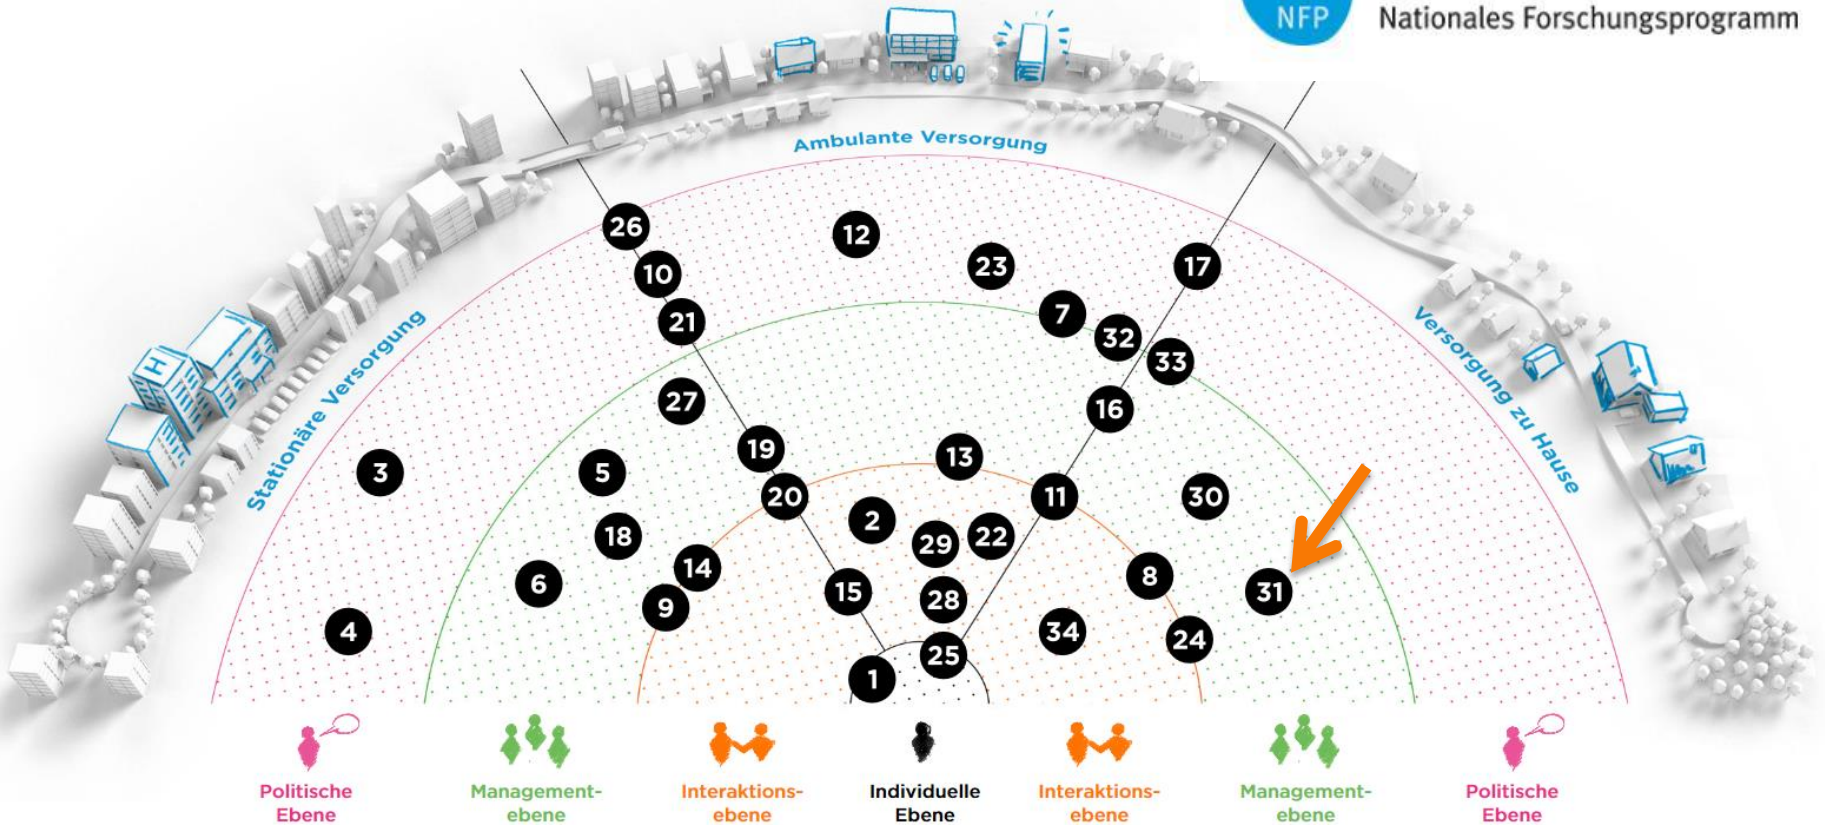 NFP
Nationales Forschungsprogramm
Ambulante Versorgung
Stationäre Versorgung
Versorgung zu Hause
H
26
12
10
23
17
21
7
32
33
27
16
19
13
3
5
20
11
30
2
18
29
22
14
8
6
15
31
9
28
4
34
24
25
1
Politische
Ebene
Management-
ebene
Interaktions-
ebene
Individuelle
Ebene
Interaktions-
ebene
Management-
ebene
Politische
Ebene